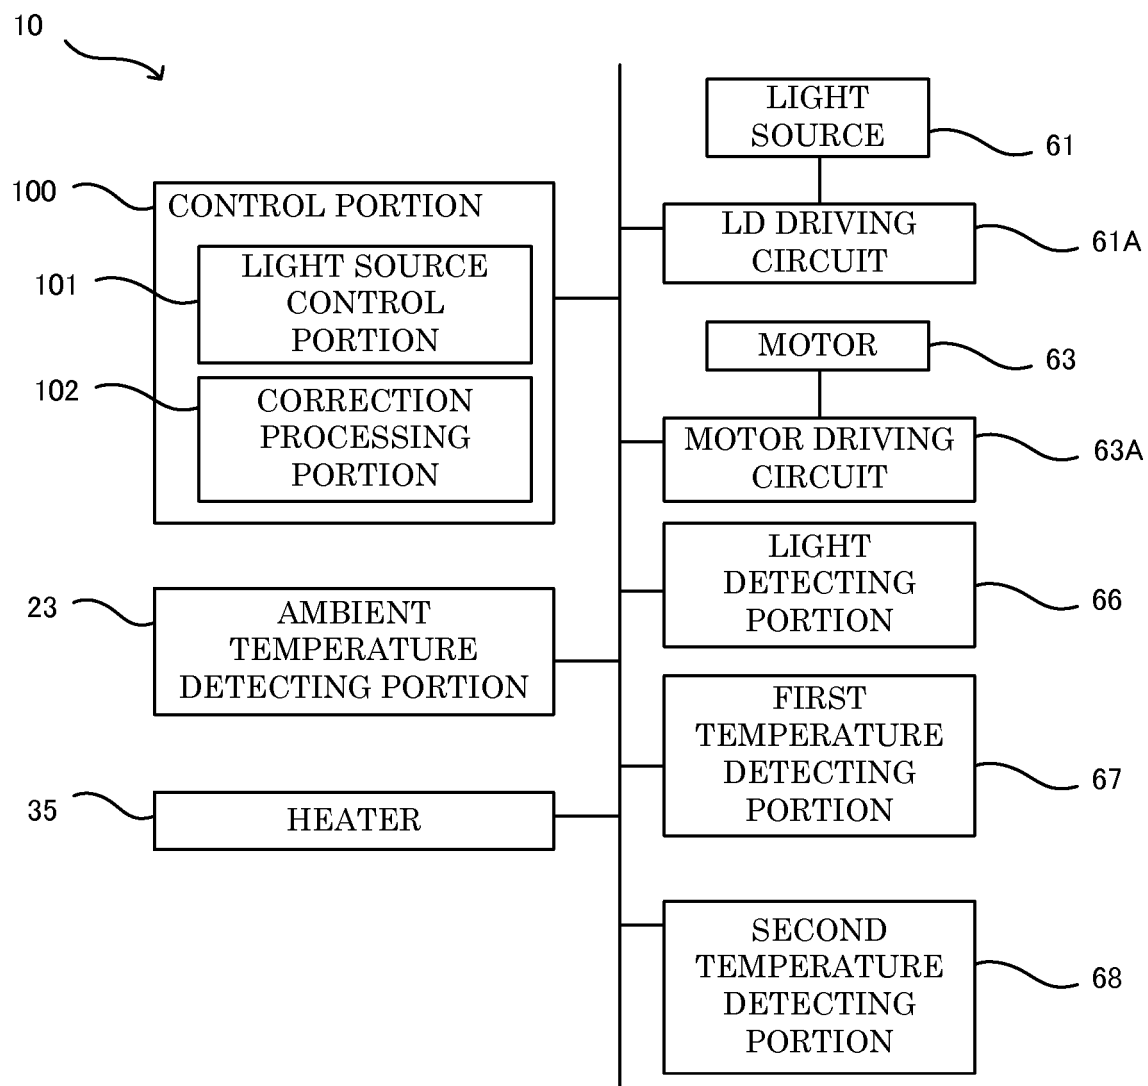 10
100
CONTROL PORTION
101
LIGHT SOURCE
CONTROL
PORTION
102
CORRECTION
PROCESSING
PORTION
23
AMBIENT
TEMPERATURE
DETECTING PORTION
35
HEATER
LIGHT
SOURCE
61
LD DRIVING
CIRCUIT
61A
MOTOR
63
MOTOR DRIVING
CIRCUIT
63A
LIGHT
DETECTING
PORTION
66
FIRST
TEMPERATURE
DETECTING
PORTION
67
SECOND
TEMPERATURE
DETECTING
PORTION
68